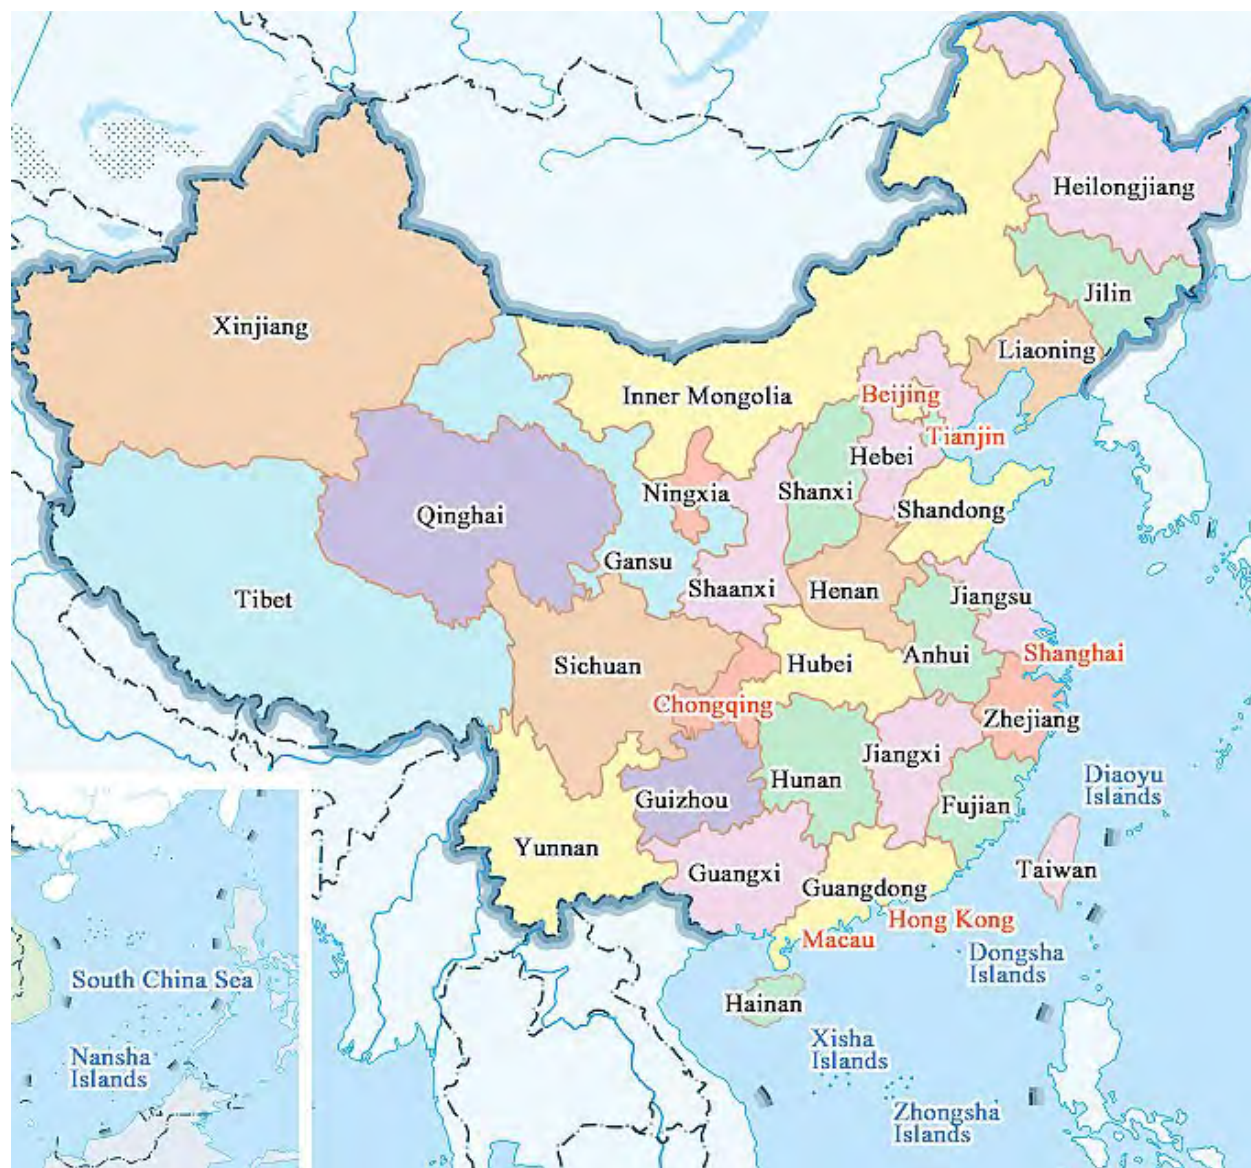 Heilongjiang
Jilin
Xinjiang
Liaoning
Inner Mongolia
Beijing
Tianjin
Hebei
Ningxia
Shanxi
Shandong
Qinghai
Gansu
Shaanxi
Henan
Jiangsu
Tibet
Sichuan
Hubei
Anhui
Shanghai
Chongqing
Zhejiang
Jiangxi
Hunan
Diaoyu
Islands
Guizhou
Fujian
Yunnan
Guangxi
Taiwan
Guangdong
Hong Kong
Macau
Dongsha
Islands
South China Sea
Hainan
Xisha
Islands
Nansha
Islands
Zhongsha
Islands